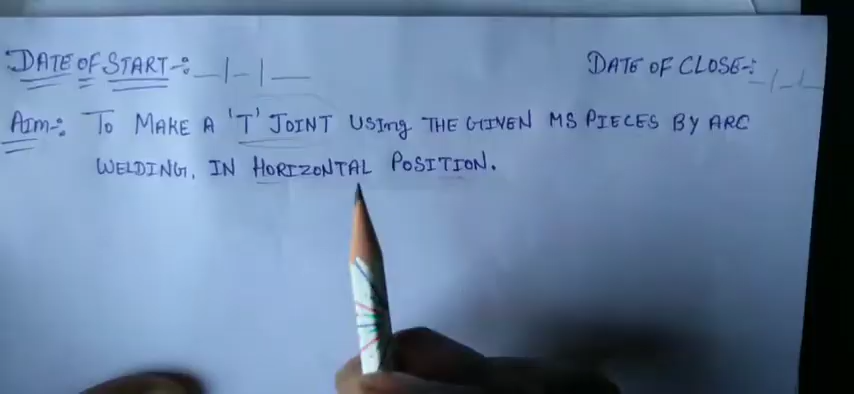 DATE OF START -: _|-|__ DATE OF CLOSE -: _|_|_
AIM -: TO MAKE A 'T' JOINT USING THE GIVEN MS PIECES BY ARC
WELDING, IN HORIZONTAL POSITION.